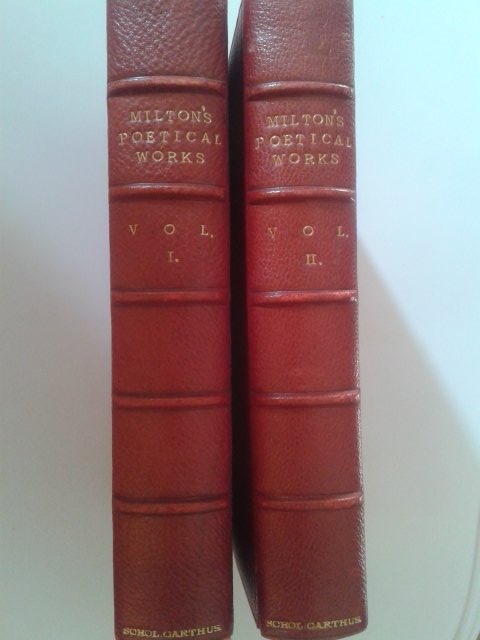 MILTON'S
POETICAL
WORKS
VOL.
I.
SCHOL. CARTHUS.
MILTON'S
POETICAL
WORKS
VOL.
II.
SCHOL. CARTHUS.